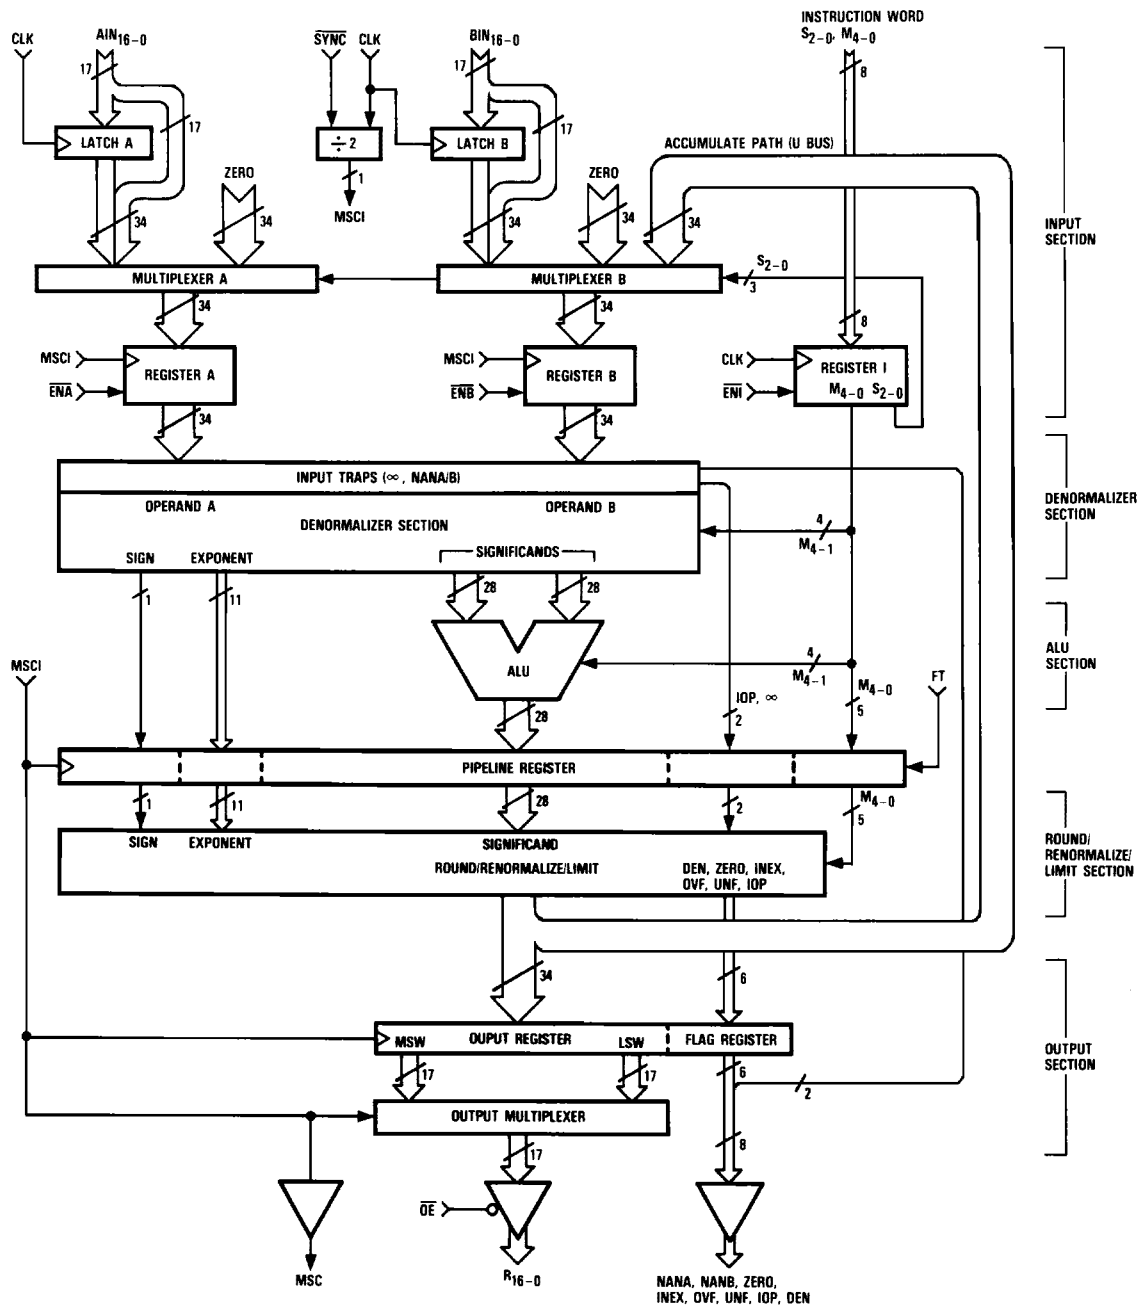 INSTRUCTION WORD
S2–0, M4–0
CLK
AIN16–0
SYNC
CLK
BIN16–0
17
17
8
17
17
LATCH A
÷ 2
LATCH B
ACCUMULATE PATH (U BUS)
ZERO
1
ZERO
MSCI
34
34
34
34
34
INPUT
SECTION
S2–0
3
MULTIPLEXER A
MULTIPLEXER B
34
34
8
MSCI
REGISTER A
ENA
MSCI
REGISTER B
ENB
CLK
REGISTER I
ENI
M4–0 S2–0
34
34
INPUT TRAPS (∞, NANA/B)
OPERAND A
OPERAND B
DENORMALIZER SECTION
DENORMALIZER
SECTION
4
M4–1
SIGN
EXPONENT
SIGNIFICANDS
1
11
28
28
ALU
ALU
SECTION
4
M4–1
MSCI
FT
IOP, ∞
M4–0
28
2
5
PIPELINE REGISTER
1
11
28
2
M4–0
5
SIGN
EXPONENT
SIGNIFICAND
ROUND/RENORMALIZE/LIMIT
DEN, ZERO, INEX,
OVF, UNF, IOP
ROUND/
RENORMALIZE/
LIMIT SECTION
34
6
MSW
OUPUT REGISTER
LSW
FLAG REGISTER
OUTPUT
SECTION
17
17
6
2
OUTPUT MULTIPLEXER
17
8
OE
MSC
R16–0
NANA, NANB, ZERO,
INEX, OVF, UNF, IOP, DEN